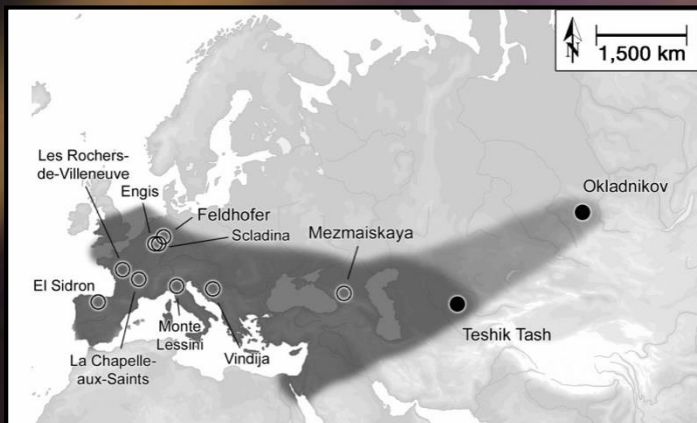 N
1,500 km
Les Rochers-
de-Villeneuve
Engis
Feldhofer
Scladina
Mezmaiskaya
Okladnikov
El Sidron
La Chapelle-
aux-Saints
Monte
Lessini
Vindija
Teshik Tash